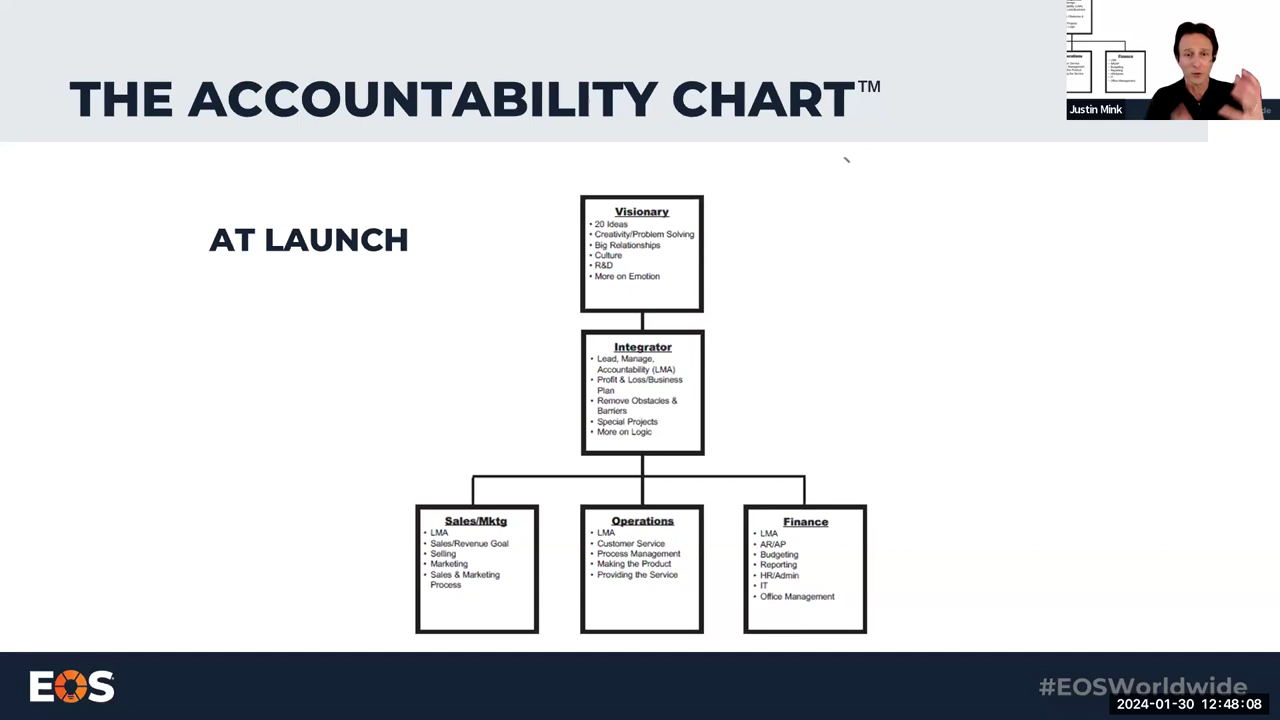 THE ACCOUNTABILITY CHART™
Finance
Office Management
Justin Mink
AT LAUNCH
Visionary
• 20 Ideas
• Creativity/Problem Solving
• Big Relationships
• Culture
• R&D
• More on Emotion
Integrator
• Lead, Manage,
Accountability (LMA)
• Profit & Loss/Business
Plan
• Remove Obstacles &
Barriers
• Special Projects
• More on Logic
Sales/Mktg
• LMA
• Sales/Revenue Goal
• Selling
• Marketing
• Sales & Marketing
Process
Operations
• LMA
• Customer Service
• Process Management
• Making the Product
• Providing the Service
Finance
• LMA
• AR/AP
• Budgeting
• Reporting
• HR/Admin
• IT
• Office Management
EOS
#EOSWorldwide
2024-01-30 12:48:08